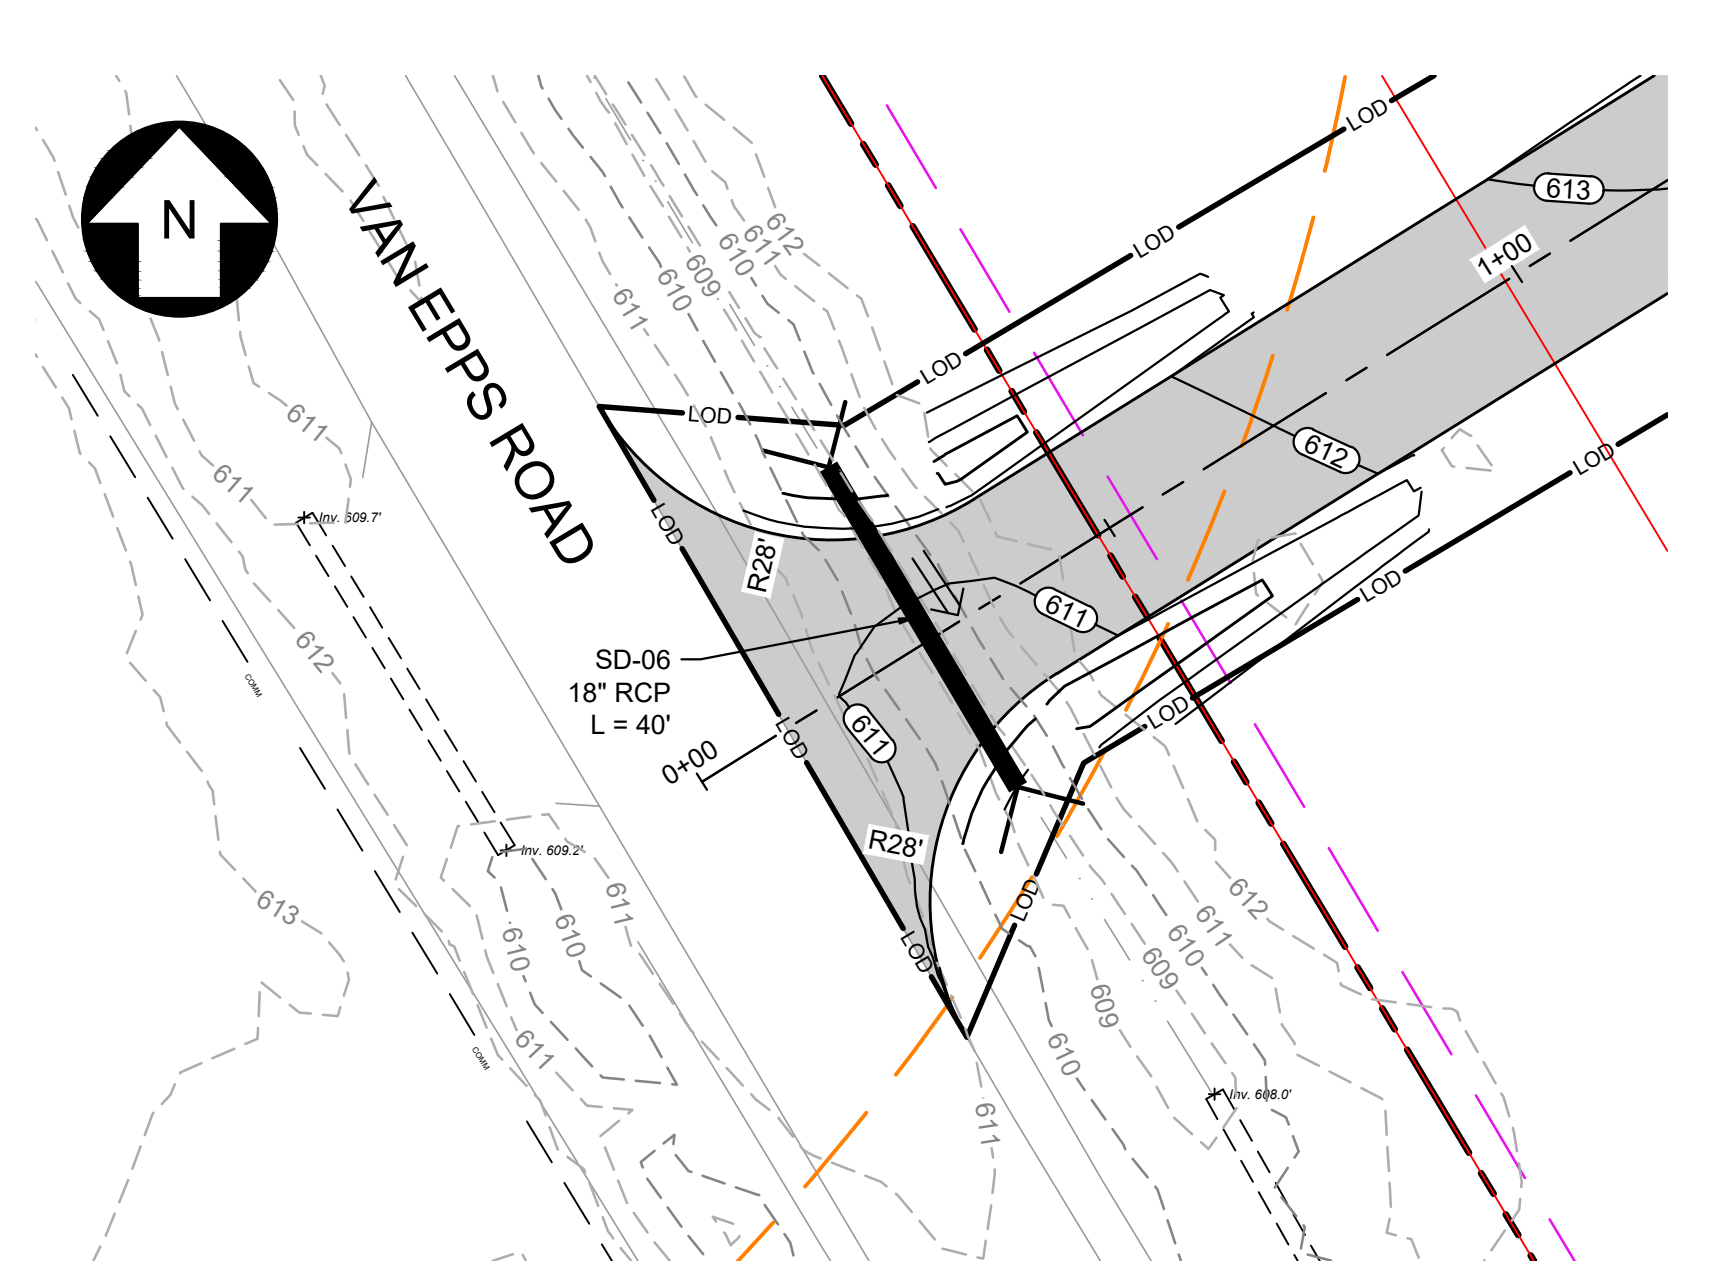 N
VAN EPPS ROAD
LOD
LOD
LOD
LOD
LOD
LOD
LOD
LOD
LOD
LOD
LOD
LOD
613
1+00
612
611
611
612
611
610
609
610
611
R28'
R28'
SD-06
18" RCP
L = 40'
0+00
611
611
Inv. 609.7'
612
COMM
Inv. 609.2'
613
610
610
611
611
COMM
612
611
610
609
609
610
611
Inv. 608.0'